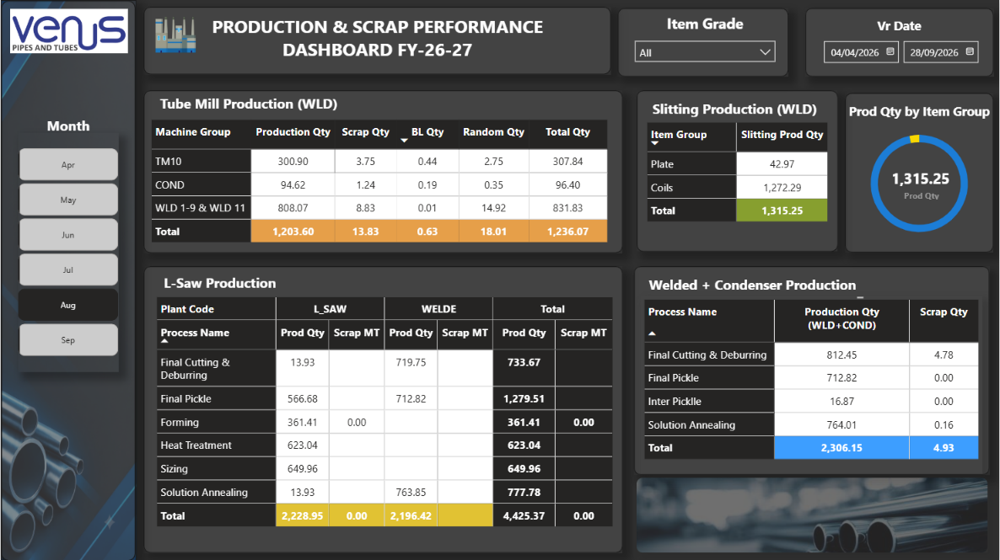 venus
PIPES AND TUBES
PRODUCTION & SCRAP PERFORMANCE
DASHBOARD FY-26-27
Item Grade
All
Vr Date
04/04/2026 28/09/2026
Month
Apr
May
Jun
Jul
Aug
Sep
Tube Mill Production (WLD)
Machine Group Production Qty Scrap Qty BL Qty Random Qty Total Qty
TM10 300.90 3.75 0.44 2.75 307.84
COND 94.62 1.24 0.19 0.35 96.40
WLD 1-9 & WLD 11 808.07 8.83 0.01 14.92 831.83
Total 1,203.60 13.83 0.63 18.01 1,236.07
Slitting Production (WLD)
Item Group Slitting Prod Qty
Plate 42.97
Coils 1,272.29
Total 1,315.25
Prod Qty by Item Group
1,315.25
Prod Qty
L-Saw Production
Plant Code L_SAW WELDE Total
Process Name Prod Qty Scrap MT Prod Qty Scrap MT Prod Qty Scrap MT
Final Cutting & 13.93 719.75 733.67
Deburring
Final Pickle 566.68 712.82 1,279.51
Forming 361.41 0.00 361.41 0.00
Heat Treatment 623.04 623.04
Sizing 649.96 649.96
Solution Annealing 13.93 763.85 777.78
Total 2,228.95 0.00 2,196.42 4,425.37 0.00
Welded + Condenser Production
Process Name Production Qty Scrap Qty
(WLD+COND)
Final Cutting & Deburring 812.45 4.78
Final Pickle 712.82 0.00
Inter Picklle 16.87 0.00
Solution Annealing 764.01 0.16
Total 2,306.15 4.93